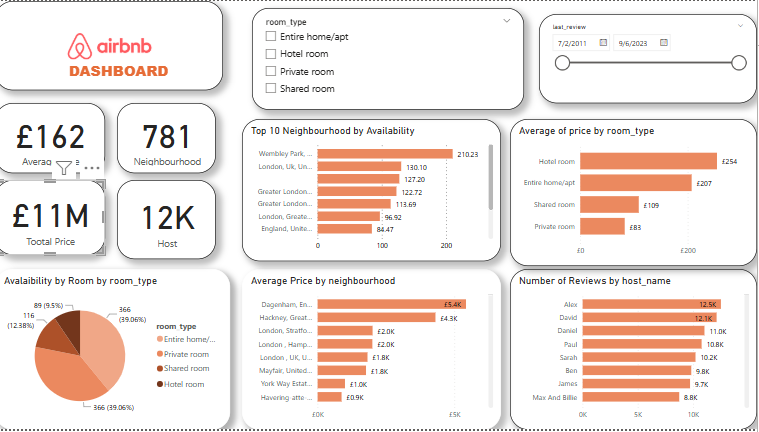 airbnb
DASHBOARD
room_type
Entire home/apt
Hotel room
Private room
Shared room
last_review
7/2/2011
9/6/2023
£162
Averag
781
Neighbourhood
£11M
Tootal Price
12K
Host
Top 10 Neighbourhood by Availability
Wembley Park, ...
210.23
London, Uk, Un...
130.10
127.20
Greater London...
122.72
Greater London...
113.69
London, Greate...
96.92
England, Unite...
84.47
0
100
200
Average of price by room_type
Hotel room
£254
Entire home/apt
£207
Shared room
£109
Private room
£83
£0
£200
Avalaibility by Room by room_type
89 (9.5%)
116
(12.38%)
366
(39.06%)
366 (39.06%)
room_type
Entire home/...
Private room
Shared room
Hotel room
Average Price by neighbourhood
Dagenham, En...
£5.4K
Hackney, Great...
£4.3K
London, Stratfo...
£2.0K
London , Hamp...
£2.0K
London , UK, U...
£1.8K
Mayfair, United...
£1.8K
York Way Estat...
£1.0K
Havering-atte ...
£0.9K
£0K
£5K
Number of Reviews by host_name
Alex
12.5K
David
12.1K
Daniel
11.0K
Paul
10.8K
Sarah
10.2K
Ben
9.8K
James
9.7K
Max And Billie
8.8K
0K
5K
10K